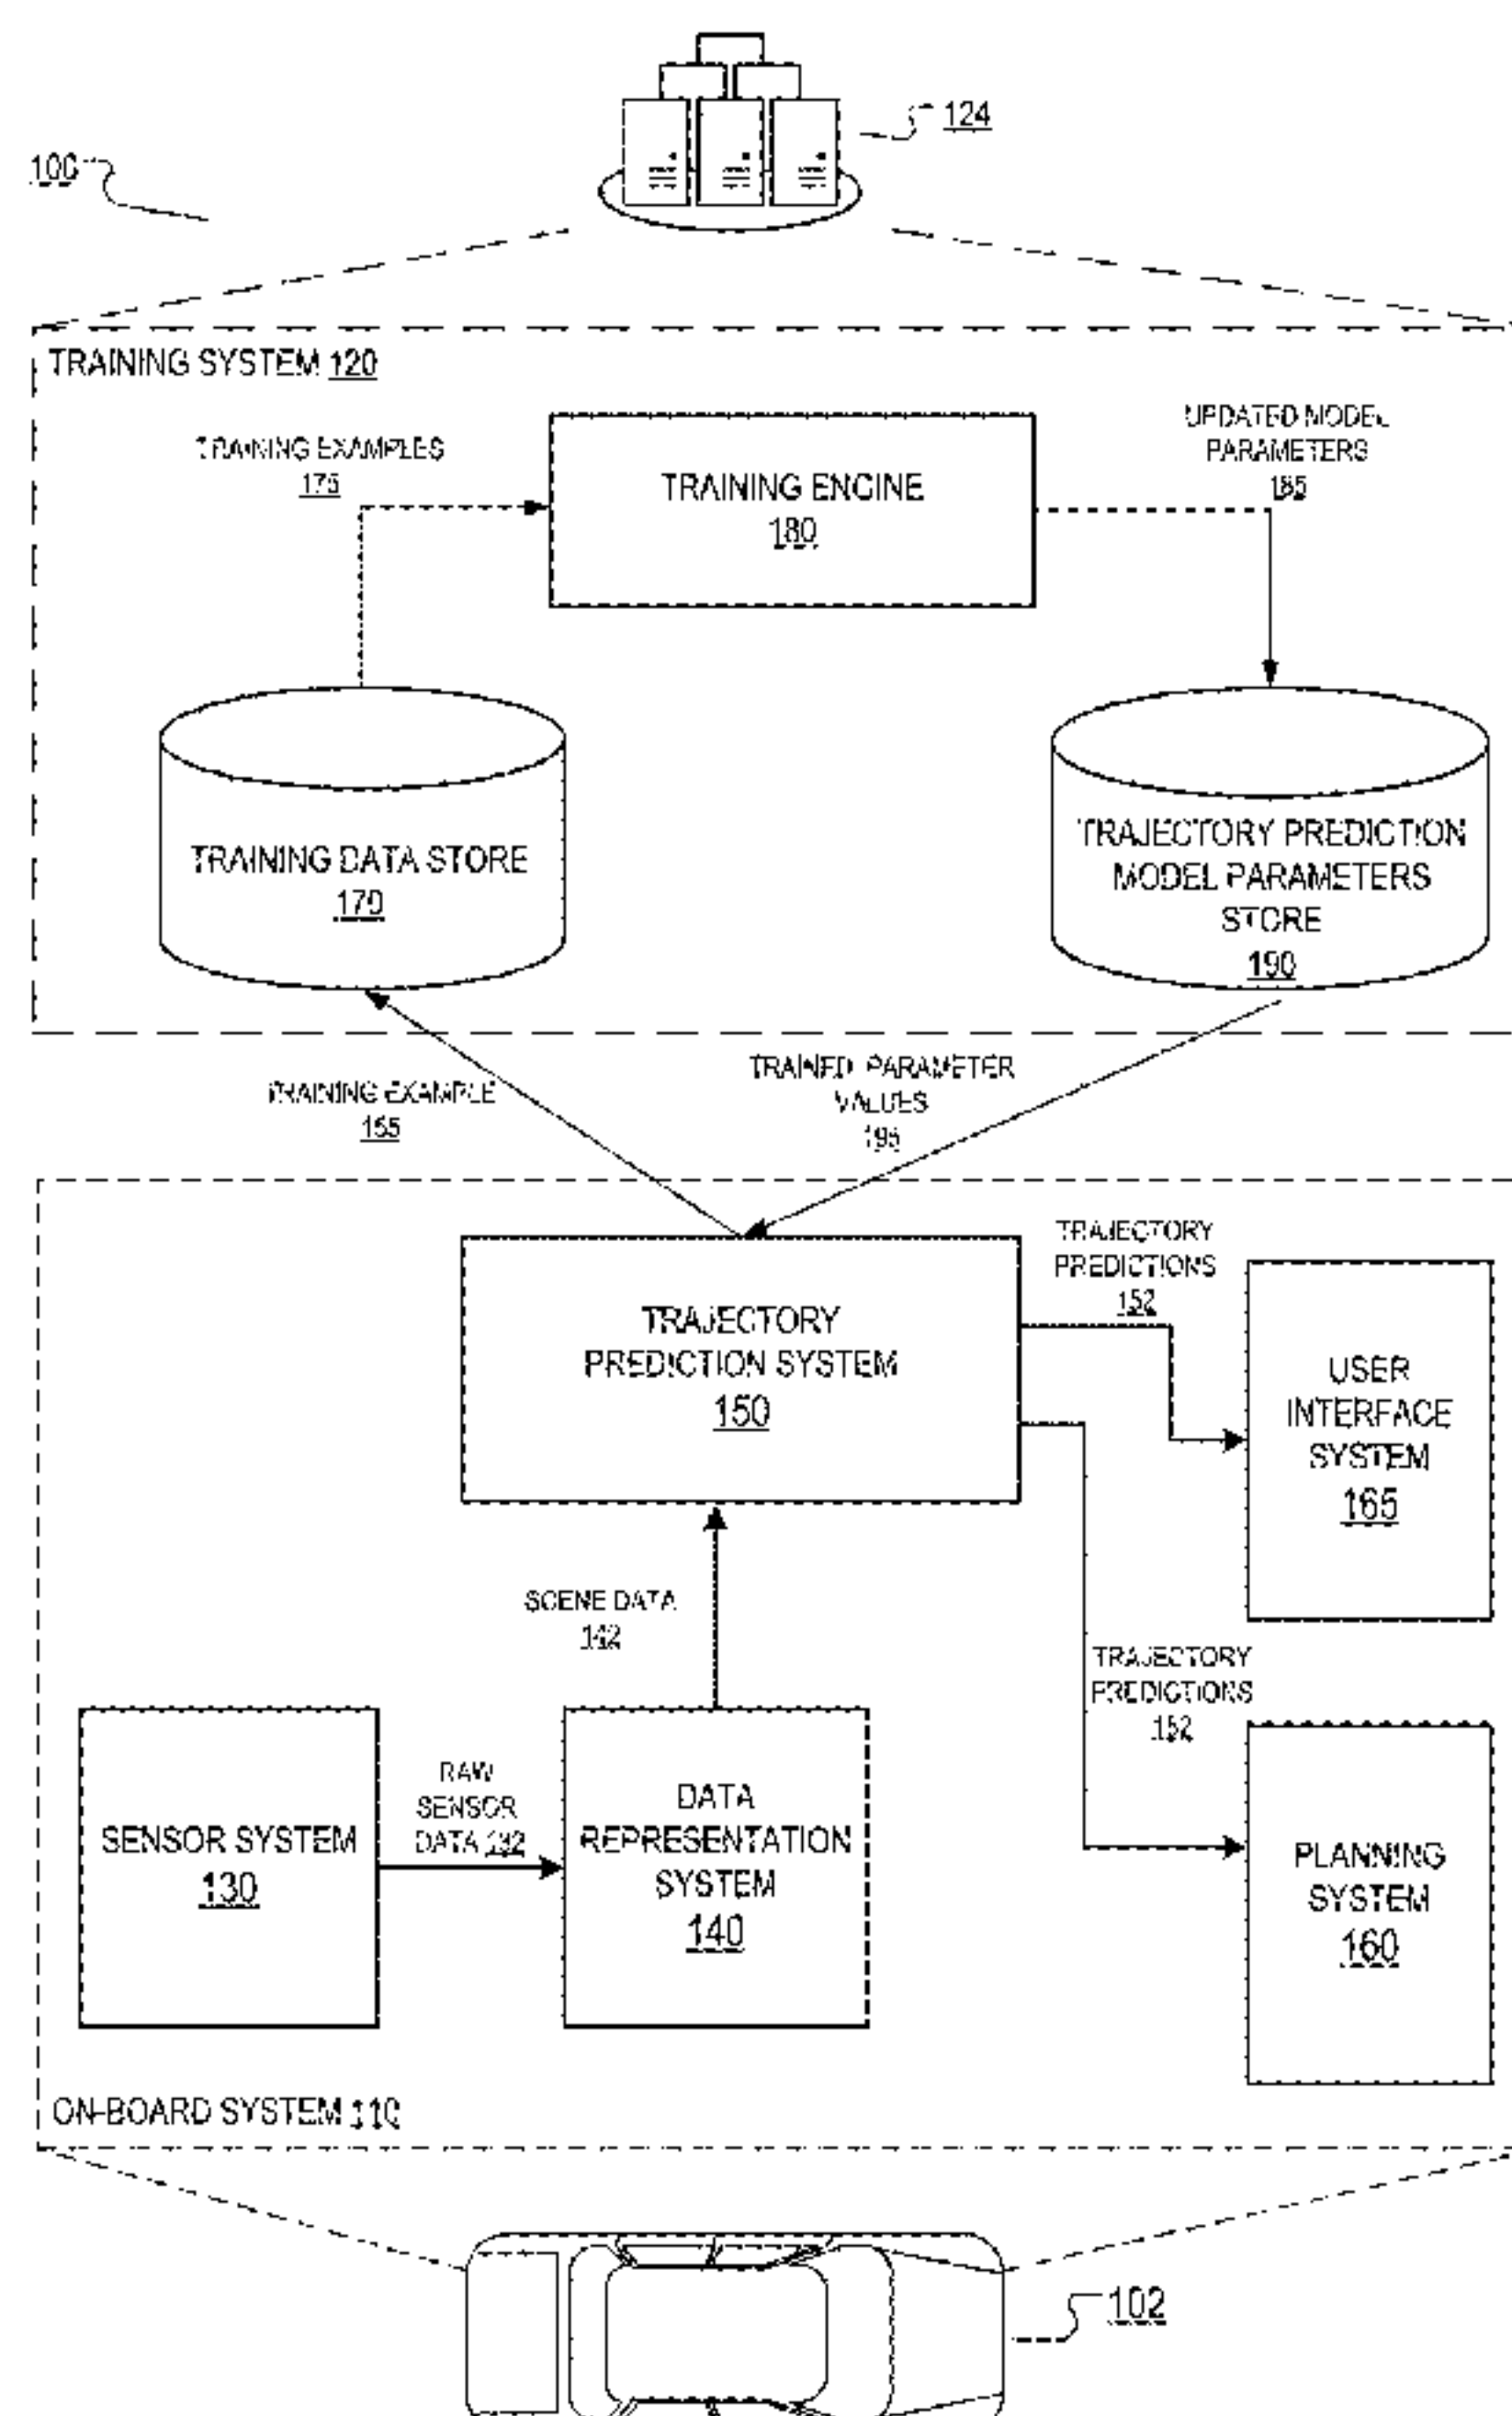 124
100
TRAINING SYSTEM 120
TRAINING EXAMPLES
175
TRAINING ENGINE
180
UPDATED MODEL
PARAMETERS
185
TRAINING DATA STORE
170
TRAJECTORY PREDICTION
MODEL PARAMETERS
STORE
190
TRAINING EXAMPLE
155
TRAINED PARAMETER
VALUES
195
TRAJECTORY
PREDICTIONS
152
TRAJECTORY
PREDICTION SYSTEM
150
USER
INTERFACE
SYSTEM
165
SCENE DATA
142
TRAJECTORY
PREDICTIONS
152
RAW
SENSOR
DATA 132
SENSOR SYSTEM
130
DATA
REPRESENTATION
SYSTEM
140
PLANNING
SYSTEM
160
ON-BOARD SYSTEM 110
102